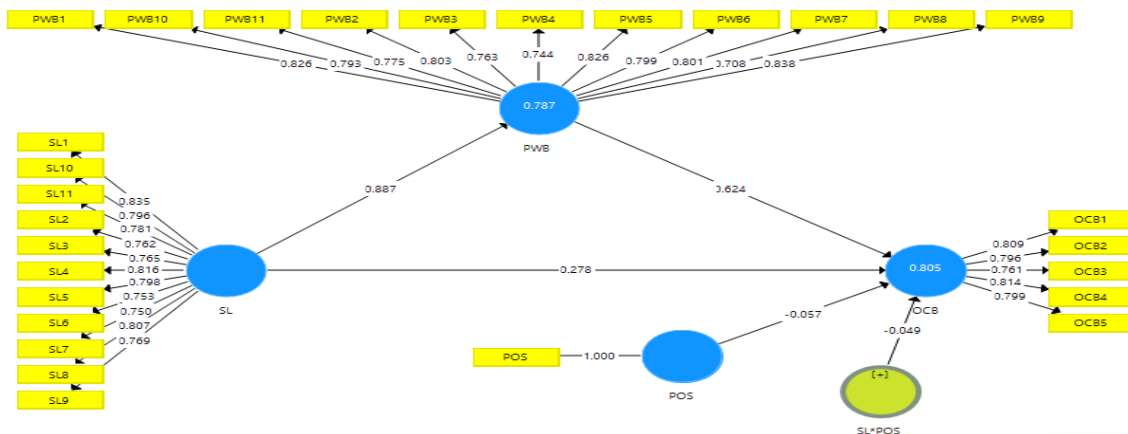 PWB1 PWB10 PWB11 PWB2 PWB3 PWB4 PWB5 PWB6 PWB7 PWB8 PWB9
0.826 0.793 0.775 0.803 0.763 0.744 0.826 0.799 0.801 0.708 0.838
0.787
PWB
SL1
SL10
SL11
SL2
SL3
SL4
SL5
SL6
SL7
SL8
SL9
0.835
0.796
0.781
0.762
0.765
0.816
0.798
0.753
0.750
0.807
0.769
SL
0.887
0.624
0.278
-0.057
-0.049
0.805
OCB
0.809
0.796
0.761
0.814
0.799
OCB1
OCB2
OCB3
OCB4
OCB5
POS
1.000
POS
[+]
SL*POS